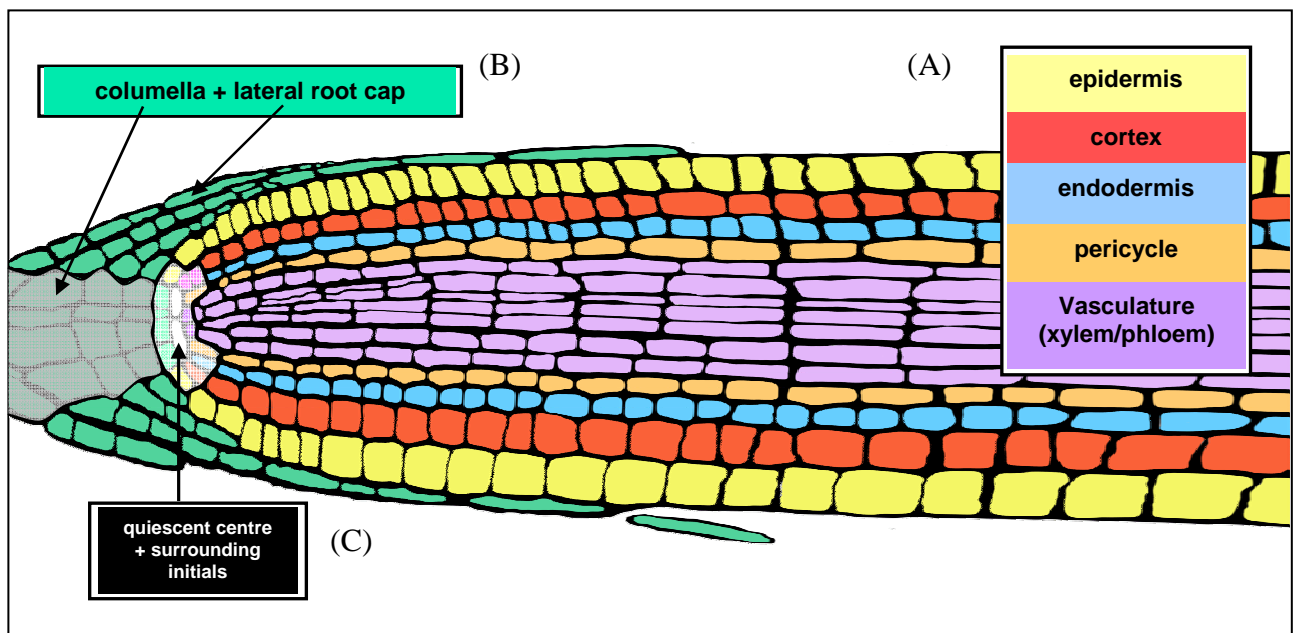 (B)
(A)
columella + lateral root cap
epidermis
cortex
endodermis
pericycle
Vasculature
(xylem/phloem)
quiescent centre
+ surrounding
initials
(C)